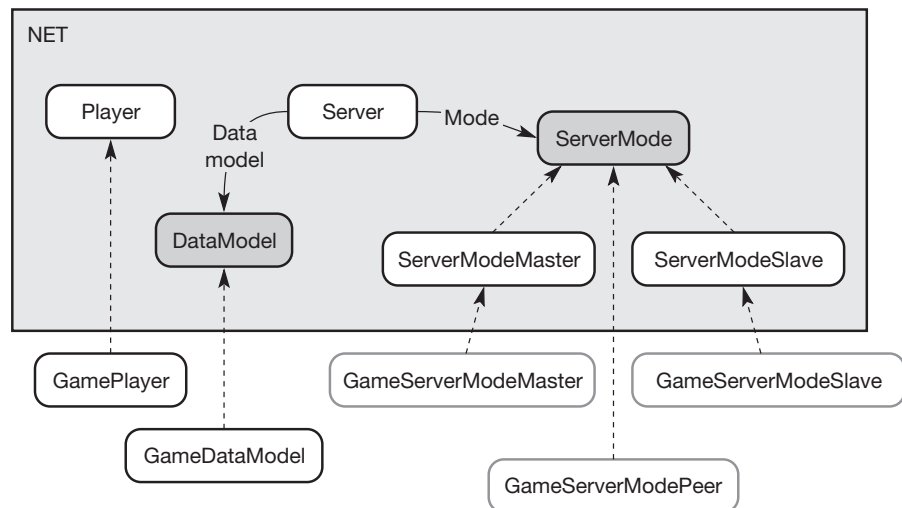 NET
Player
Server
Data
model
Mode
ServerMode
DataModel
ServerModeMaster
ServerModeSlave
GamePlayer
GameServerModeMaster
GameServerModeSlave
GameDataModel
GameServerModePeer